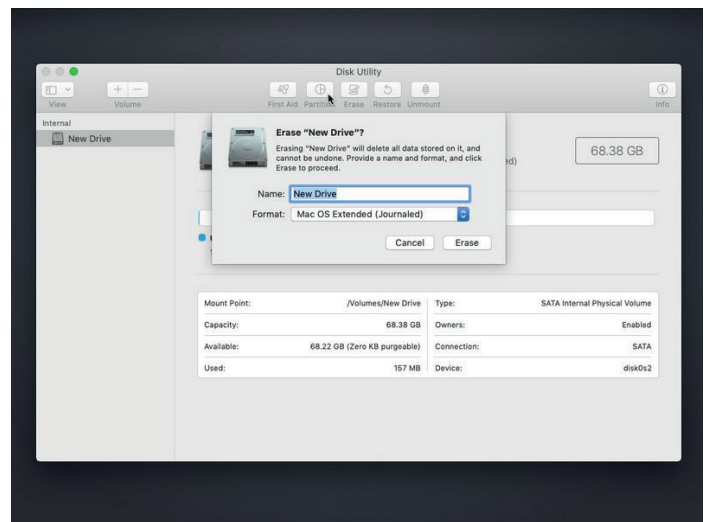 Disk Utility
View
Volume
First Aid
Partition
Erase
Restore
Unmount
Info
Internal
New Drive
Erase “New Drive”?
Erasing “New Drive” will delete all data stored on it, and
cannot be undone. Provide a name and format, and click
Erase to proceed.
Name: New Drive
Format: Mac OS Extended (Journaled)
Cancel
Erase
ed)
68.38 GB
Mount Point: /Volumes/New Drive
Type: SATA Internal Physical Volume
Capacity: 68.38 GB
Owners: Enabled
Available: 68.22 GB (Zero KB purgeable)
Connection: SATA
Used: 157 MB
Device: disk0s2